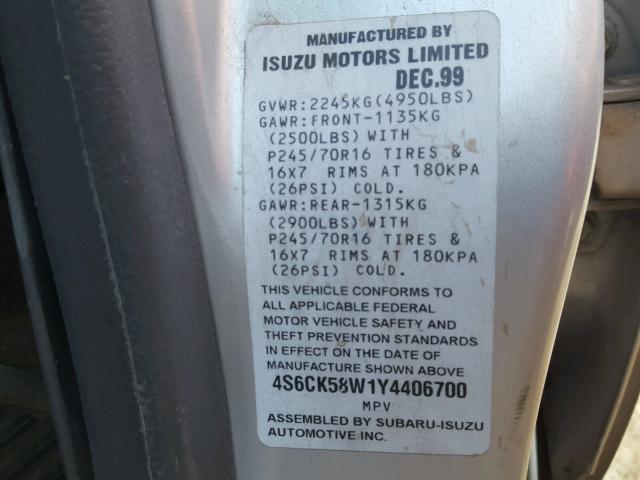 MANUFACTURED BY
ISUZU MOTORS LIMITED
DEC.99
GVWR:2245KG(4950LBS)
GAWR:FRONT-1135KG
(2500LBS)WITH
P245/70R16 TIRES &
16X7 RIMS AT 180KPA
(26PSI) COLD.
GAWR:REAR-1315KG
(2900LBS)WITH
P245/70R16 TIRES &
16X7 RIMS AT 180KPA
(26PSI) COLD.
THIS VEHICLE CONFORMS TO
ALL APPLICABLE FEDERAL
MOTOR VEHICLE SAFETY AND
THEFT PREVENTION STANDARDS
IN EFFECT ON THE DATE OF
MANUFACTURE SHOWN ABOVE
4S6CK58W1Y4406700
MPV
ASSEMBLED BY SUBARU-ISUZU
AUTOMOTIVE INC.